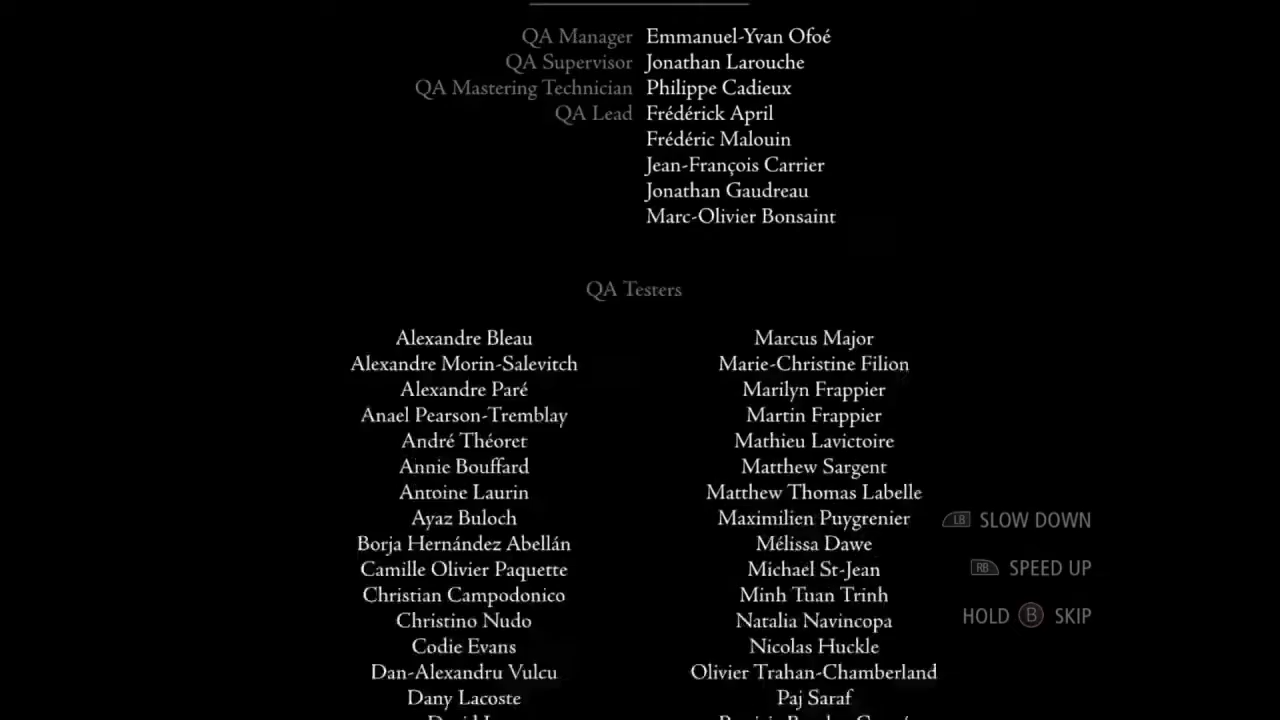 QA Manager Emmanuel-Yvan Ofoé
QA Supervisor Jonathan Larouche
QA Mastering Technician Philippe Cadieux
QA Lead Frédérick April
Frédéric Malouin
Jean-François Carrier
Jonathan Gaudreau
Marc-Olivier Bonsaint
QA Testers
Alexandre Bleau
Alexandre Morin-Salevitch
Alexandre Paré
Anael Pearson-Tremblay
André Théoret
Annie Bouffard
Antoine Laurin
Ayaz Buloch
Borja Hernández Abellán
Camille Olivier Paquette
Christian Campodonico
Christino Nudo
Codie Evans
Dan-Alexandru Vulcu
Dany Lacoste
Marcus Major
Marie-Christine Filion
Marilyn Frappier
Martin Frappier
Mathieu Lavictoire
Matthew Sargent
Matthew Thomas Labelle
Maximilien Puygrenier
Mélissa Dawe
Michael St-Jean
Minh Tuan Trinh
Natalia Navincopa
Nicolas Huckle
Olivier Trahan-Chamberland
Paj Saraf
LB SLOW DOWN
RB SPEED UP
HOLD B SKIP